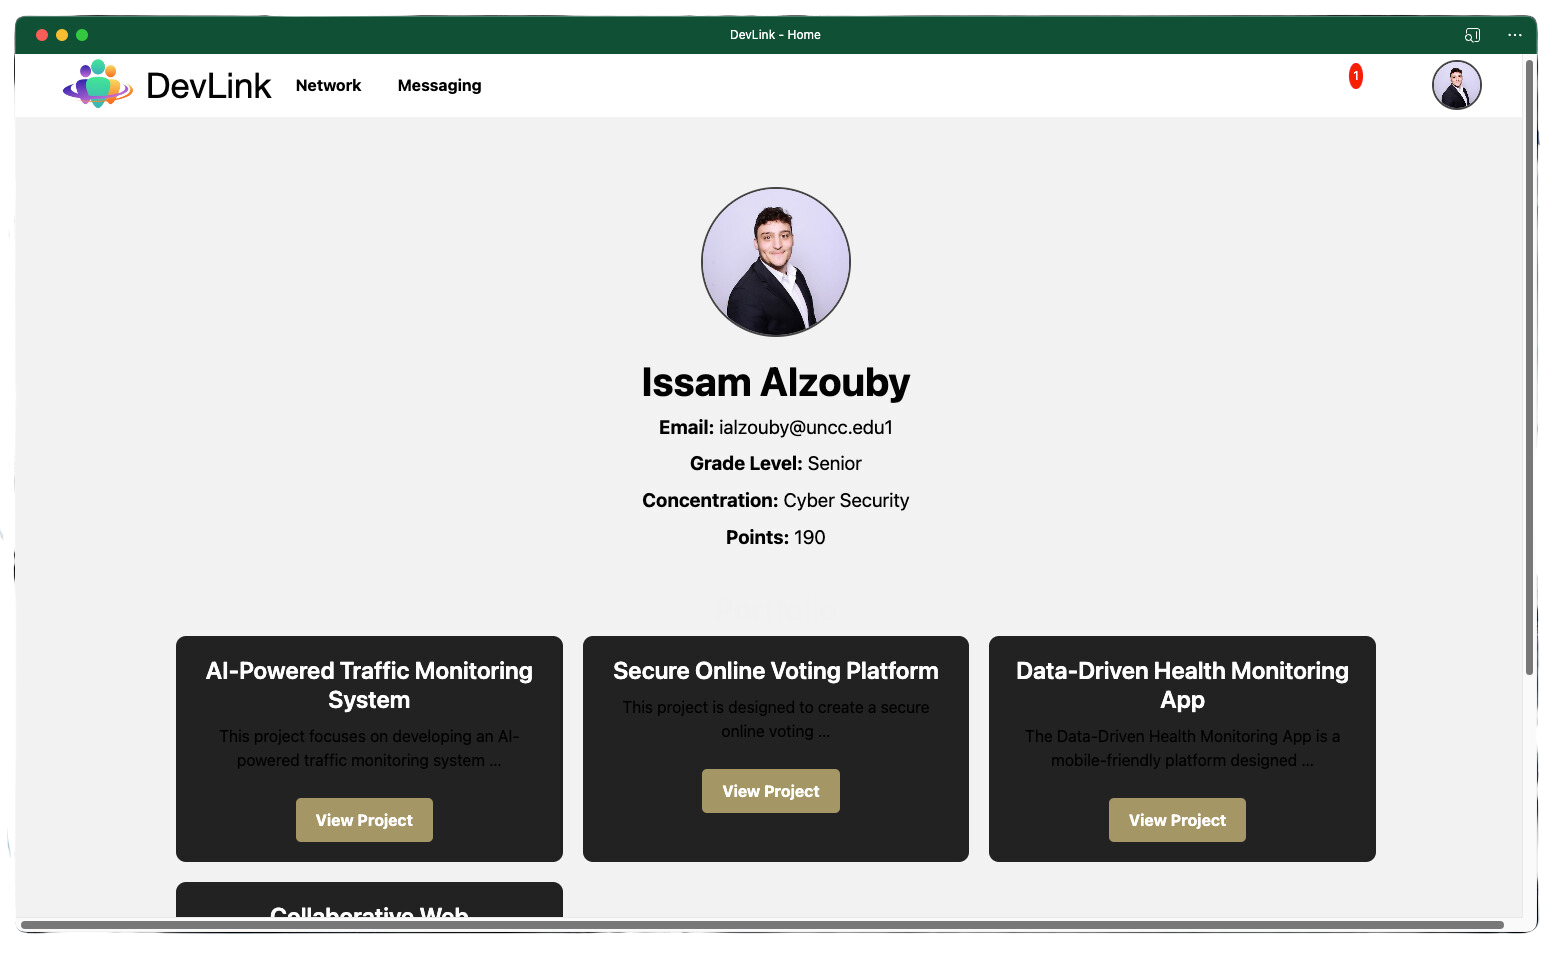 DevLink - Home
DevLink
Network
Messaging
1
Issam Alzouby
Email: ialzouby@uncc.edu1
Grade Level: Senior
Concentration: Cyber Security
Points: 190
AI-Powered Traffic Monitoring
System
This project focuses on developing an AI-
powered traffic monitoring system ...
View Project
Secure Online Voting Platform
This project is designed to create a secure
online voting ...
View Project
Data-Driven Health Monitoring
App
The Data-Driven Health Monitoring App is a
mobile-friendly platform designed ...
View Project
Collaborative Web